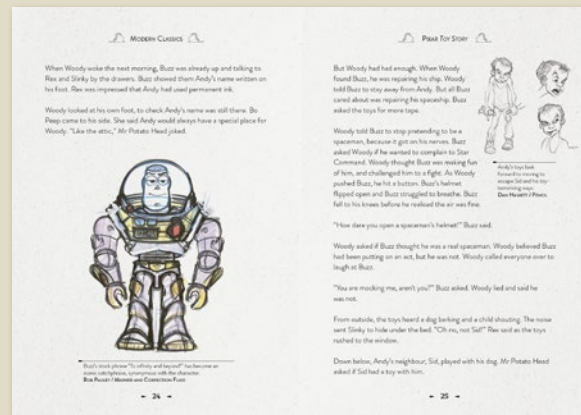 Modern Classics
When Woody woke the next morning, Buzz was already up and talking to
Rex and Slinky by the drawers. Buzz showed them Andy's name written on
his foot. Rex was impressed that Andy had used permanent ink.
Woody looked at his own foot, to check Andy's name was still there. Bo
Peep came to his side. She said Andy would always have a special place for
Woody. "Like the attic," Mr Potato Head joked.
Buzz's stock phrase "To infinity and beyond!" has become an
iconic catchphrase, synonymous with the character.
Bob Pauley / Marker and Correction Fluid
24
Pixar Toy Story
But Woody had had enough. When Woody
found Buzz, he was repairing his ship. Woody
told Buzz to stay away from Andy. But all Buzz
cared about was repairing his spaceship. Buzz
asked the toys for more tape.
Woody told Buzz to stop pretending to be a
spaceman, because it got on his nerves. Buzz
asked Woody if he wanted to complain to Star
Command. Woody thought Buzz was making fun
of him, and challenged him to a fight. As Woody
pushed Buzz, he hit a button. Buzz's helmet
flipped open and Buzz struggled to breathe. Buzz
fell to his knees before he realised the air was fine.
Andy's toys look
forward to moving to
escape Sid and his toy-
ways.
Pencil
"How dare you open a spaceman's helmet!" Buzz said.
Woody asked if Buzz thought he was a real spaceman. Woody believed Buzz
had been putting on an act, but he was not. Woody called everyone over to
laugh at Buzz.
"You are mocking me, aren't you?" Buzz asked. Woody lied and said he
was not.
From outside, the toys heard a dog barking and a child shouting. The noise
sent Slinky to hide under the bed. "Oh no, not Sid!" Rex said as the toys
rushed to the window.
Down below, Andy's neighbour, Sid, played with his dog. Mr Potato Head
asked if Sid had a toy with him.
25